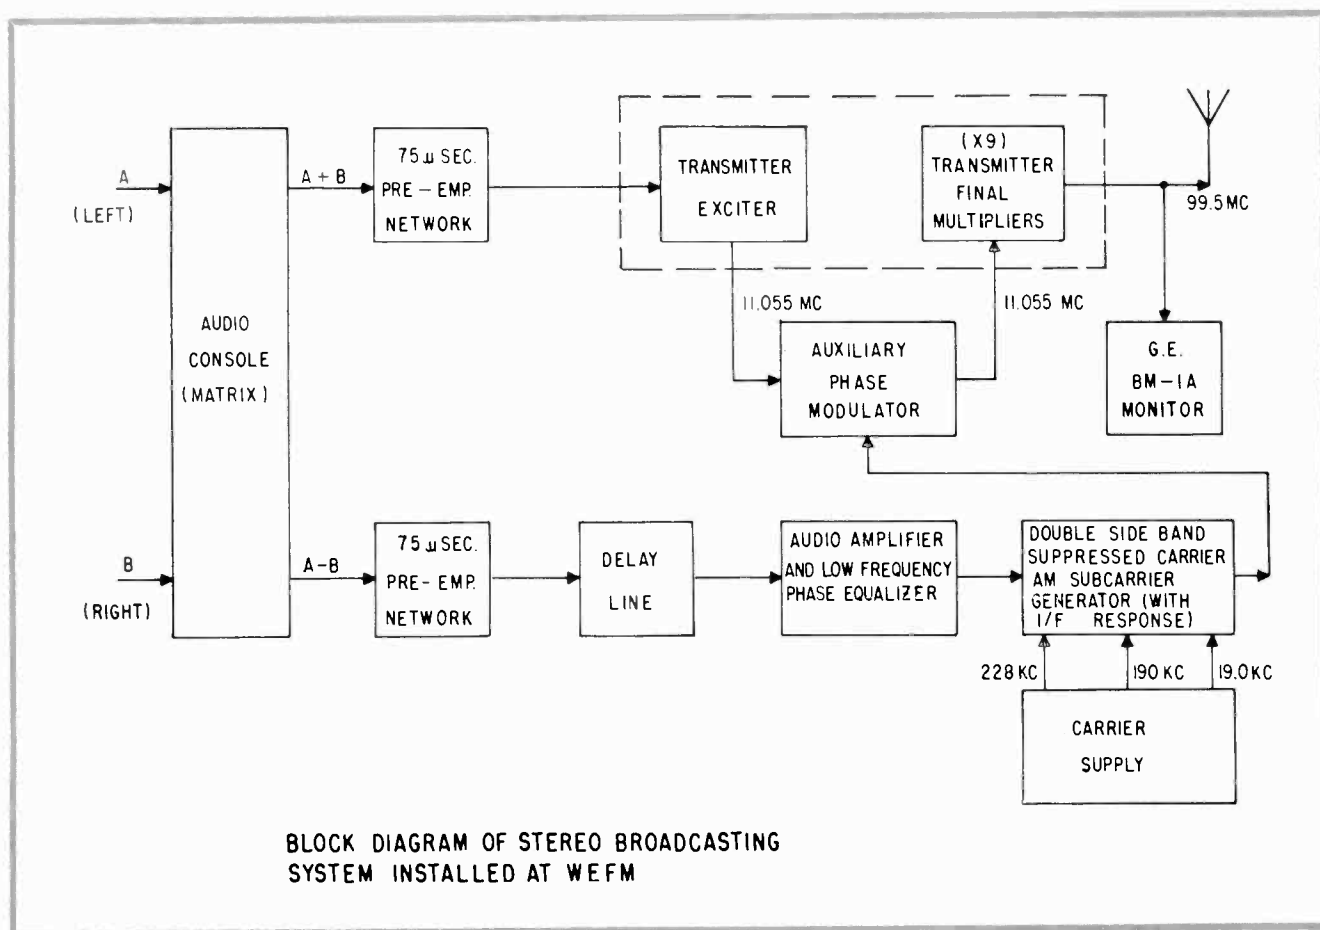 A
(LEFT)
AUDIO
CONSOLE
(MATRIX)
A + B
75 μ SEC.
PRE - EMP.
NETWORK
TRANSMITTER
EXCITER
(X9)
TRANSMITTER
FINAL
MULTIPLIERS
99.5 MC
11.055 MC
11.055 MC
AUXILIARY
PHASE
MODULATOR
G.E.
BM-1A
MONITOR
B
(RIGHT)
A-B
75 μ SEC.
PRE- EMP.
NETWORK
DELAY
LINE
AUDIO AMPLIFIER
AND LOW FREQUENCY
PHASE EQUALIZER
DOUBLE SIDE BAND
SUPPRESSED CARRIER
AM SUBCARRIER
GENERATOR (WITH
1/F RESPONSE)
228 KC
190 KC
19.0 KC
CARRIER
SUPPLY
BLOCK DIAGRAM OF STEREO BROADCASTING
SYSTEM INSTALLED AT WEFM